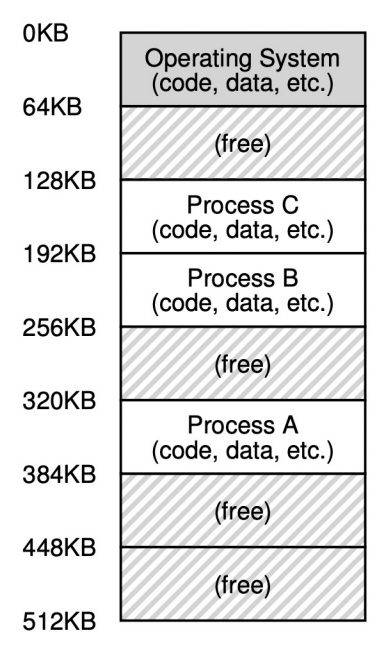 0KB
Operating System
(code, data, etc.)
64KB
(free)
128KB
Process C
(code, data, etc.)
192KB
Process B
(code, data, etc.)
256KB
(free)
320KB
Process A
(code, data, etc.)
384KB
(free)
448KB
(free)
512KB